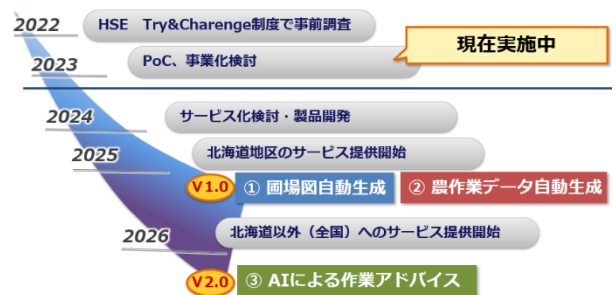 2022
HSE Try&Charenge制度で事前調査
現在実施中
2023
PoC、事業化検討
2024
サービス化検討・製品開発
2025
北海道地区のサービス提供開始
V1.0
① 圃場図自動生成
② 農作業データ自動生成
2026
北海道以外（全国）へのサービス提供開始
V2.0
③ AIによる作業アドバイス